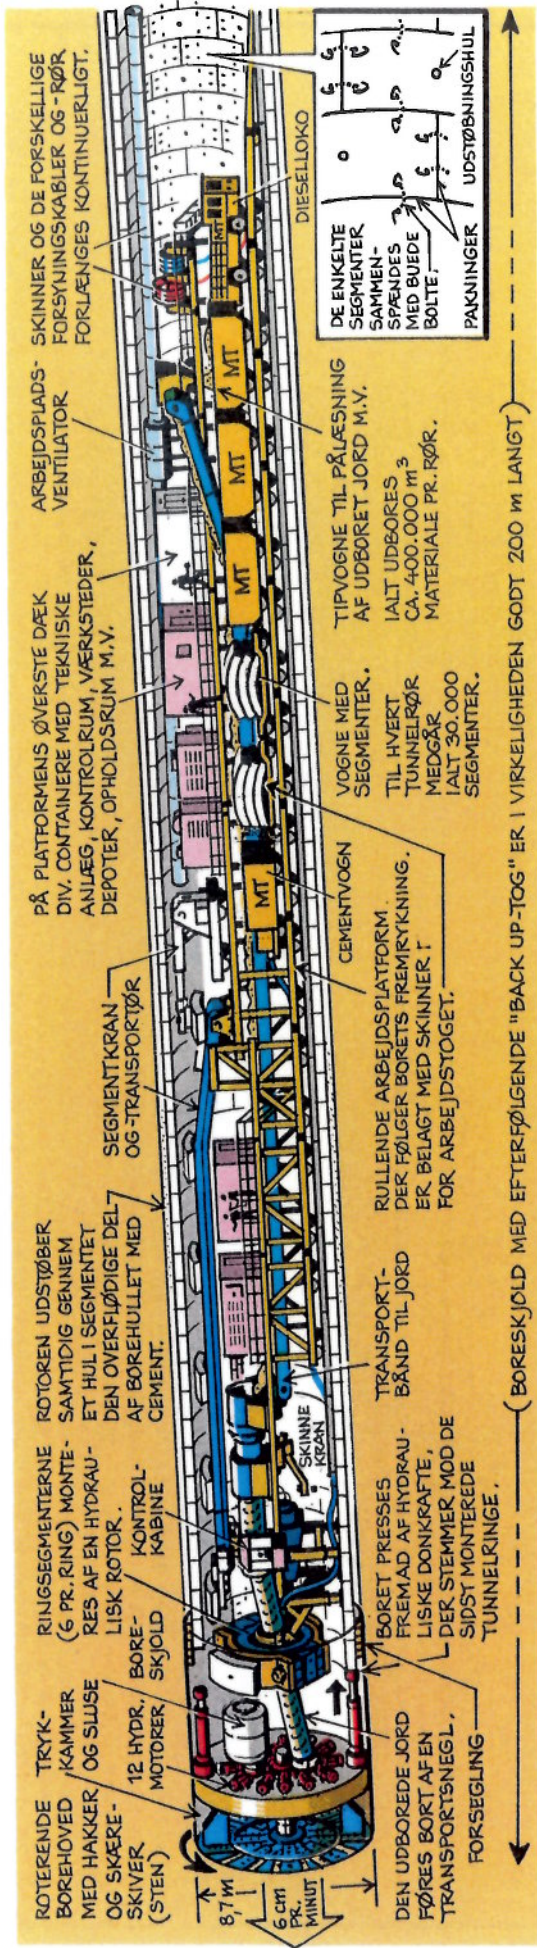 ROTERENDE
BOREHOVED
MED HAKKER
OG SKÆRE-
SKIVER
(STEN)
TRYK-
KAMMER
OG SLUSE
12 HYDR.
MOTORER.
BORE-
SKJOLD
RINGSEGMENTERNE
(6 PR. RING) MONTE-
RES AF EN HYDRAU-
LISK ROTOR.
KONTROL-
KABINE
ROTOREN UDSTØBER
SAMTIDIG GENNEM
ET HUL I SEGMENTET
DEN OVERFLØDIGE DEL
AF BOREHULLET MED
CEMENT.
SEGMENTKRAN
OG -TRANSPORTØR
PÅ PLATFORMENS ØVERSTE DÆK
DIV. CONTAINERE MED TEKNISKE
ANLÆG, KONTROLRUM, VÆRKSTEDER,
DEPOTER, OPHOLDSRUM M.V.
ARBEJDSPLADS-
VENTILATOR
SKINNER OG DE FORSKELLIGE
FORSYNINGSKABLER OG -RØR
FORLÆNGES KONTINUERLIGT.
8,7 m
6 cm
PR.
MINUT
SKINNE
KRAN
MT
MT
MT
MT
MT
DIESELLOKO
DEN UDBOREDE JORD
FØRES BORT AF EN
TRANSPORTSNEGL.
FORSEGLING
BORET PRESSES
FREMAD AF HYDRAU-
LISKE DONKRAFTE,
DER STEMMER MOD DE
SIDST MONTEREDE
TUNNELRINGE.
TRANSPORT-
BÅND TIL JORD
RULLENDE ARBEJDSPLATFORM
DER FØLGER BORETS FREMRYKNING.
ER BELAGT MED SKINNER
FOR ARBEJDSTOGET.
CEMENTVOGN
VOGNE MED
SEGMENTER.
TIL HVERT
TUNNELRØR
MEDGÅR
IALT 30.000
SEGMENTER.
TIPVOGNE TIL PÅLÆSNING
AF UDBORET JORD M.V.
IALT UDBORES
CA. 400.000 m³
MATERIALE PR. RØR.
DE ENKELTE
SEGMENTER
SAMMEN-
SPÆNDES
MED BUEDE
BOLTE.
PAKNINGER
UDSTØBNINGSHUL
(BORESKJOLD MED EFTERFØLGENDE "BACK UP-TOG" ER I VIRKELIGHEDEN GODT 200 m LANGT)